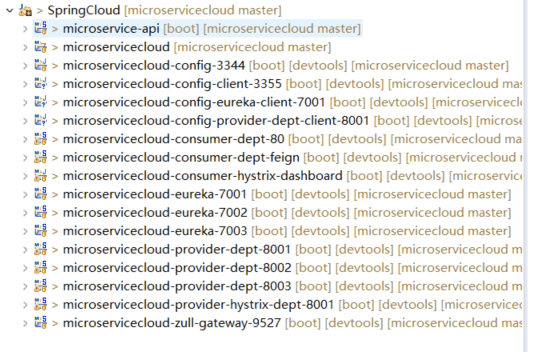 > SpringCloud [microservicecloud master]
> microservice-api [boot] [microservicecloud master]
> microservicecloud [microservicecloud master]
> microservicecloud-config-3344 [boot] [devtools] [microservicecloud master]
> microservicecloud-config-client-3355 [boot] [devtools] [microservicecloud ma
> microservicecloud-config-eureka-client-7001 [boot] [devtools] [microservicecl
> microservicecloud-config-provider-dept-client-8001 [boot] [devtools] [microse
> microservicecloud-consumer-dept-80 [boot] [devtools] [microservicecloud ma
> microservicecloud-consumer-dept-feign [boot] [devtools] [microservicecloud
> microservicecloud-consumer-hystrix-dashboard [boot] [devtools] [microservic
> microservicecloud-eureka-7001 [boot] [devtools] [microservicecloud master]
> microservicecloud-eureka-7002 [boot] [devtools] [microservicecloud master]
> microservicecloud-eureka-7003 [boot] [devtools] [microservicecloud master]
> microservicecloud-provider-dept-8001 [boot] [devtools] [microservicecloud m
> microservicecloud-provider-dept-8002 [boot] [devtools] [microservicecloud m
> microservicecloud-provider-dept-8003 [boot] [devtools] [microservicecloud m
> microservicecloud-provider-hystrix-dept-8001 [boot] [devtools] [microservicec
> microservicecloud-zull-gateway-9527 [boot] [devtools] [microservicecloud ma